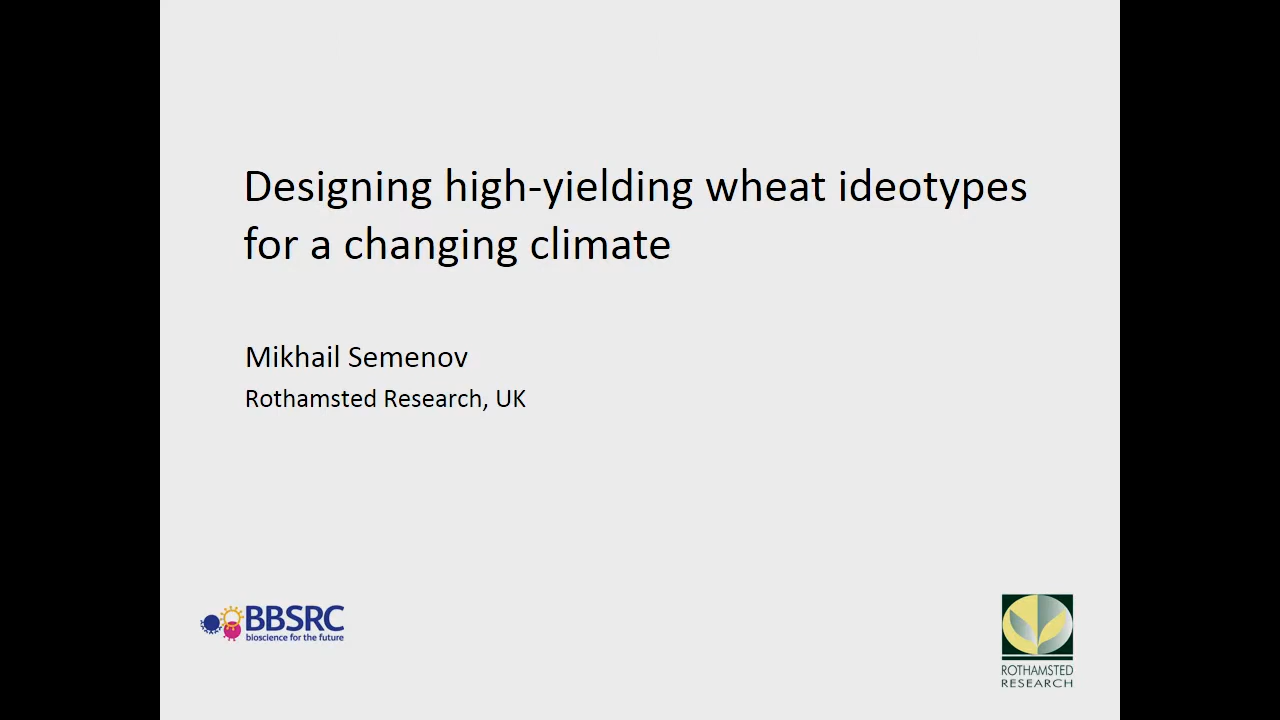 Designing high-yielding wheat ideotypes
for a changing climate
Mikhail Semenov
Rothamsted Research, UK
BBSRC
bioscience for the future
ROTHAMSTED
RESEARCH